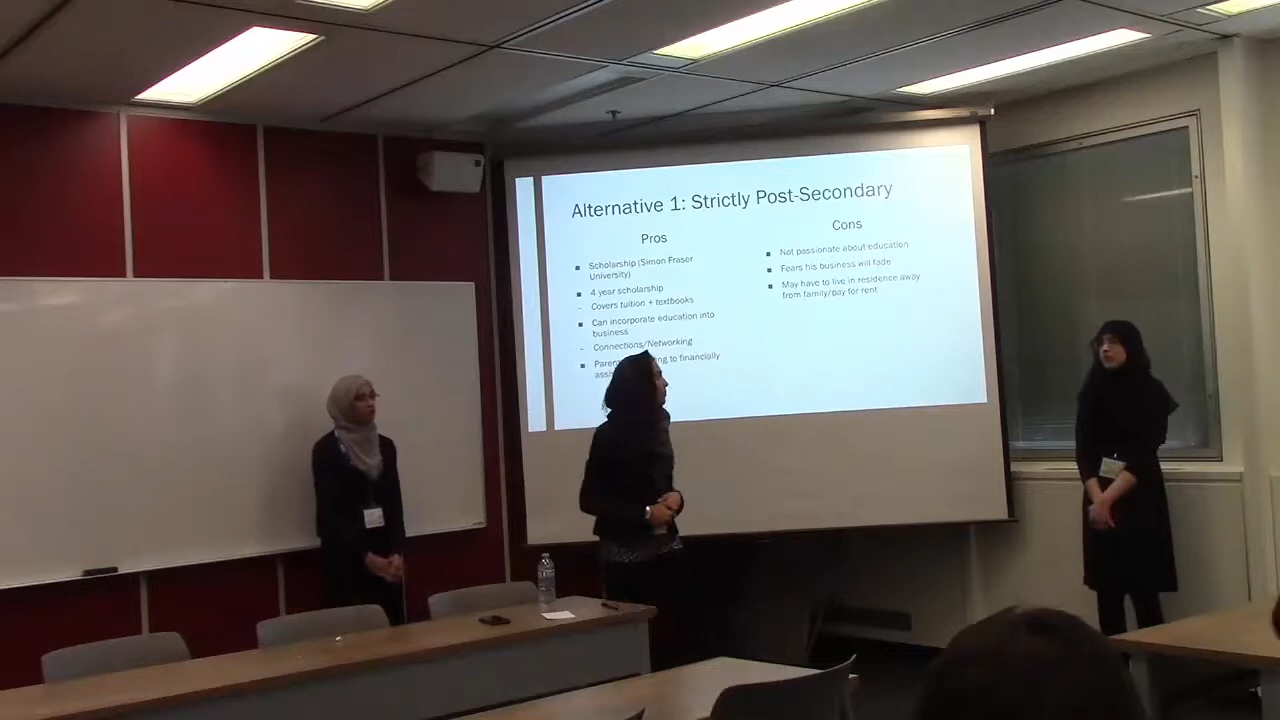 Alternative 1: Strictly Post-Secondary
Pros
■ Scholarship (Simon Fraser
University)
■ 4 year scholarship
– Covers tuition + textbooks
■ Can incorporate education into
business
– Connections/Networking
■ to financially
Cons
■ Not passionate about education
■ Fears his business will fade
■ May have to live in residence away
from family/pay for rent